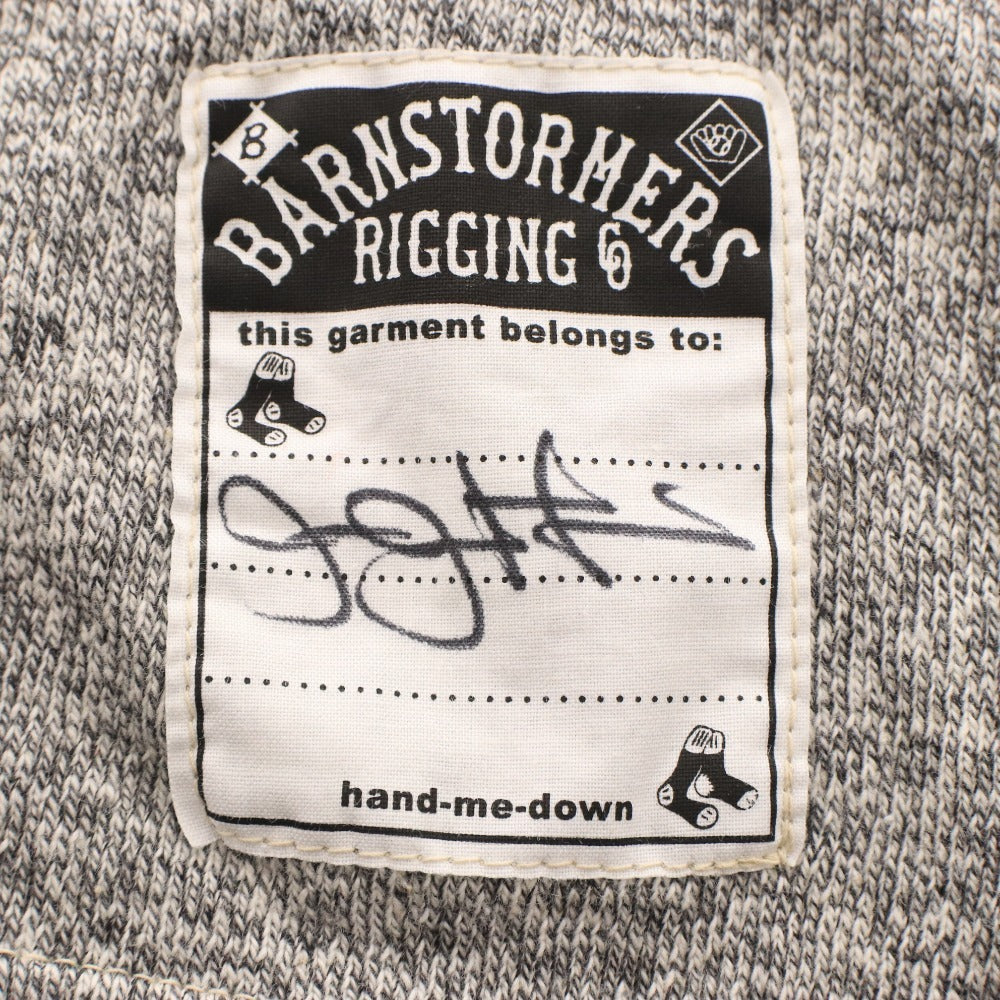 B
BARNSTORMERS
RIGGING CO
this garment belongs to:
hand-me-down